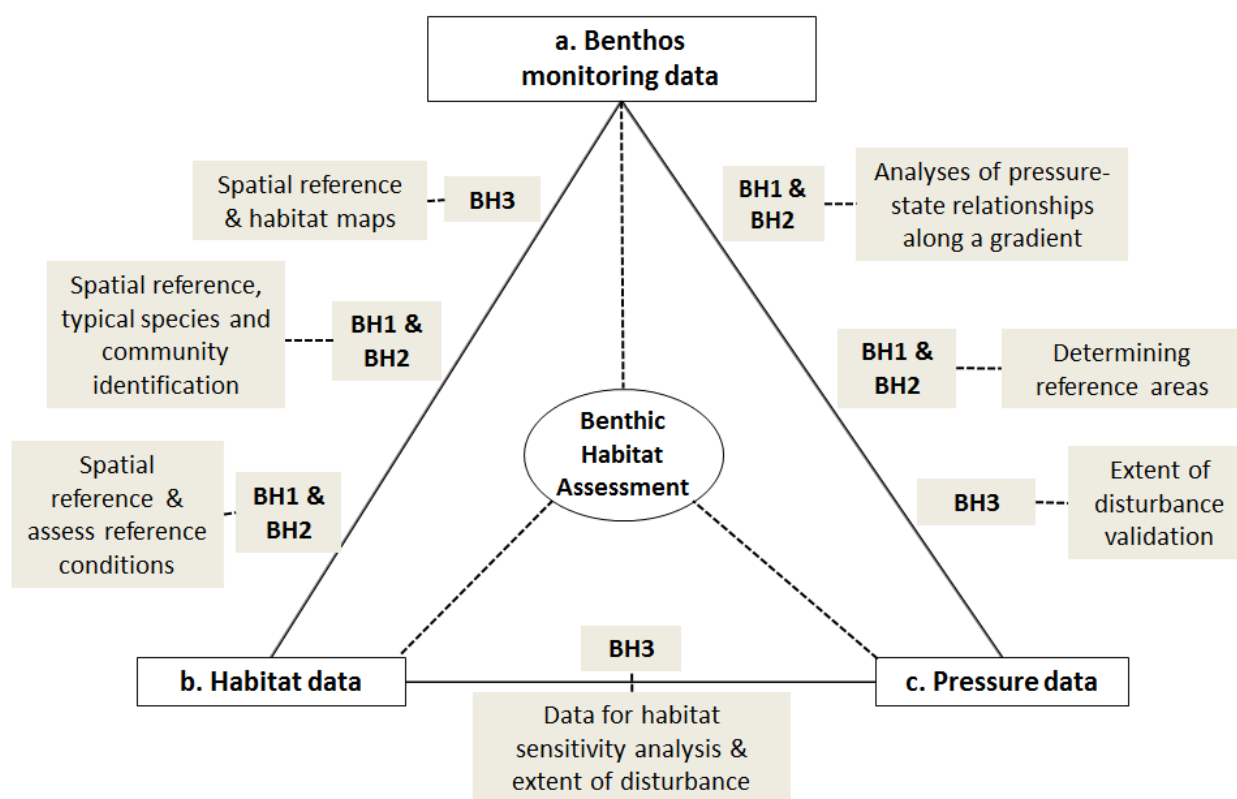 a. Benthos
monitoring data
Spatial reference
& habitat maps
BH3
BH1 &
BH2
Analyses of pressure-
state relationships
along a gradient
Spatial reference,
typical species and
community
identification
BH1 &
BH2
BH1 &
BH2
Determining
reference areas
Benthic
Habitat
Assessment
Spatial
reference &
assess reference
conditions
BH1 &
BH2
BH3
Extent of
disturbance
validation
BH3
b. Habitat data
c. Pressure data
Data for habitat
sensitivity analysis &
extent of disturbance